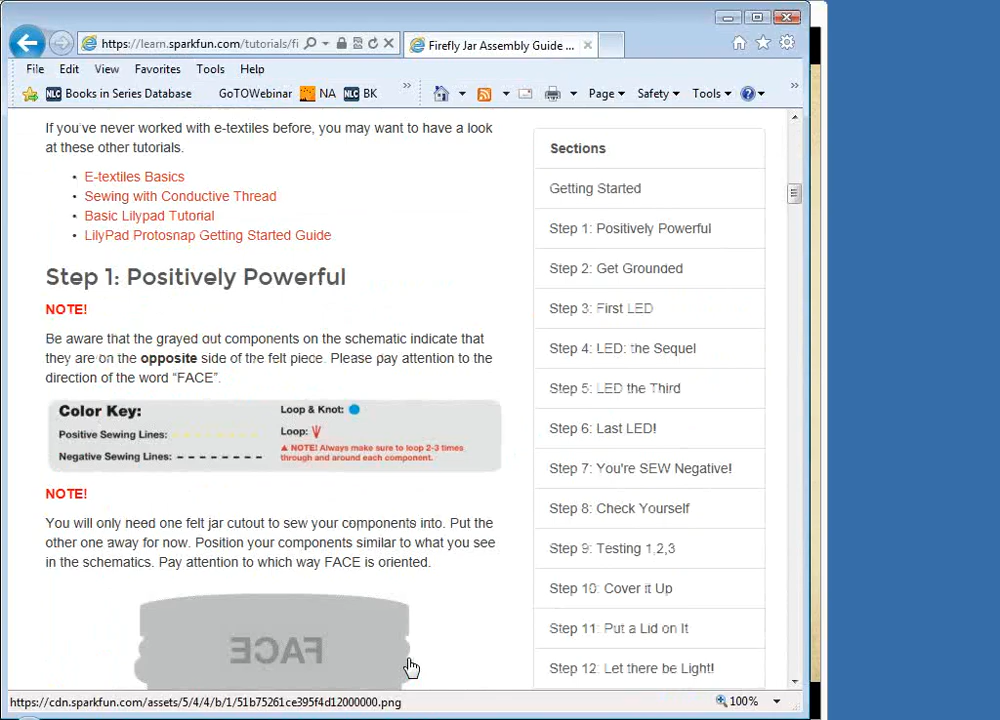 https://learn.sparkfun.com/tutorials/fi
Firefly Jar Assembly Guide ...
File Edit View Favorites Tools Help
NLC Books in Series Database GoTOWebinar NA NLC BK » Page Safety Tools »
If you've never worked with e-textiles before, you may want to have a look
at these other tutorials.
• E-textiles Basics
• Sewing with Conductive Thread
• Basic Lilypad Tutorial
• LilyPad Protosnap Getting Started Guide
Step 1: Positively Powerful
NOTE!
Be aware that the grayed out components on the schematic indicate that
they are on the opposite side of the felt piece. Please pay attention to the
direction of the word “FACE”.
Color Key:
Positive Sewing Lines:
Negative Sewing Lines:
Loop & Knot:
Loop:
NOTE! Always make sure to loop 2-3 times
through and around each component.
NOTE!
You will only need one felt jar cutout to sew your components into. Put the
other one away for now. Position your components similar to what you see
in the schematics. Pay attention to which way FACE is oriented.
FACE
Sections
Getting Started
Step 1: Positively Powerful
Step 2: Get Grounded
Step 3: First LED
Step 4: LED: the Sequel
Step 5: LED the Third
Step 6: Last LED!
Step 7: You're SEW Negative!
Step 8: Check Yourself
Step 9: Testing 1,2,3
Step 10: Cover it Up
Step 11: Put a Lid on It
Step 12: Let there be Light!
https://cdn.sparkfun.com/assets/5/4/4/b/1/51b75261ce395f4d12000000.png
100%